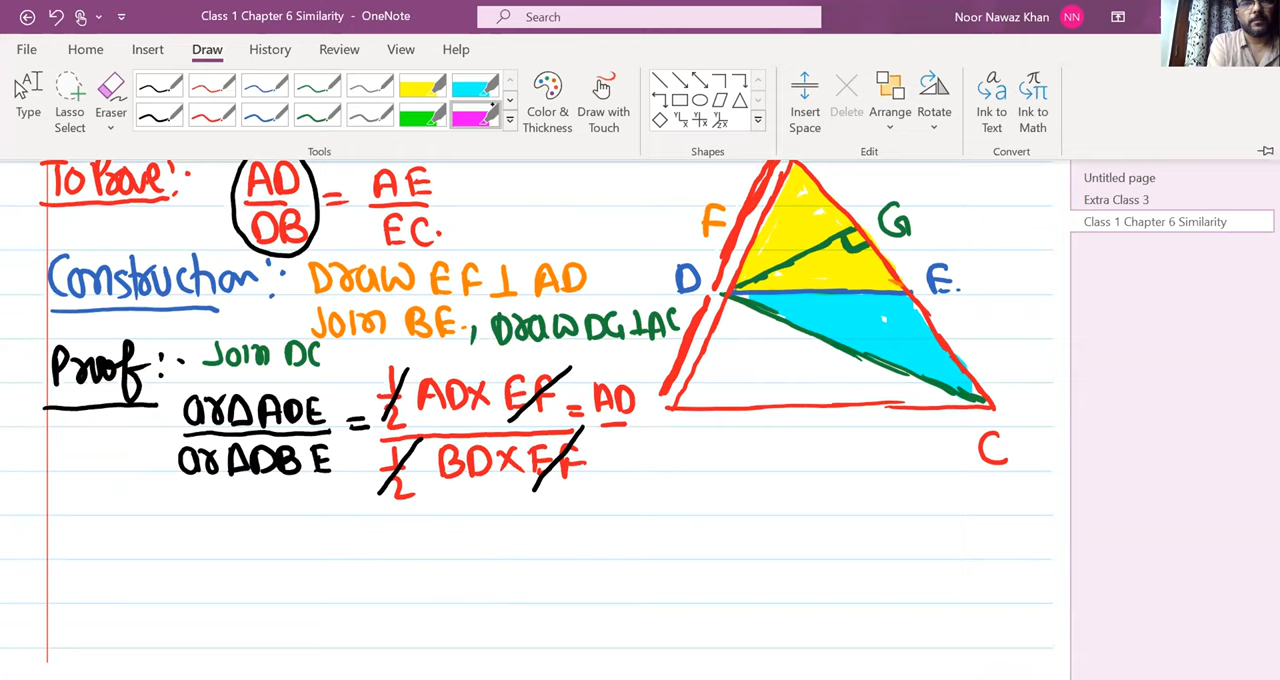 Class 1 Chapter 6 Similarity - OneNote
Search
Noor Nawaz Khan NN
File Home Insert Draw History Review View Help
Type
Lasso Select
Eraser
Color & Thickness
Draw with Touch
Insert Space
Delete
Arrange
Rotate
Ink to Text
Ink to Math
Tools
Shapes
Edit
Convert
Untitled page
Extra Class 3
Class 1 Chapter 6 Similarity
To Prove:- AD/DB = AE/EC.
Construction:- Draw EF ⊥ AD
Join BE., Draw DG ⊥ AC
Join DC
Proof:-
ar Δ ADE / ar Δ DBE = 1/2 AD × EF / 1/2 BD × EF = AD
F
G
D
E.
C